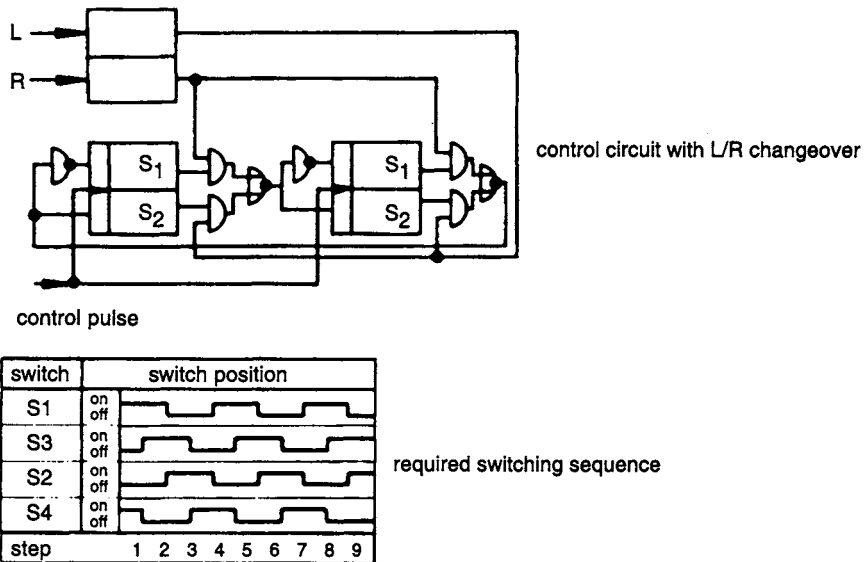 L
R
S1 S1
S2 S2
control circuit with L/R changeover
control pulse
switch switch position
S1 on off
S3 on off
S2 on off
S4 on off
step 1 2 3 4 5 6 7 8 9
required switching sequence